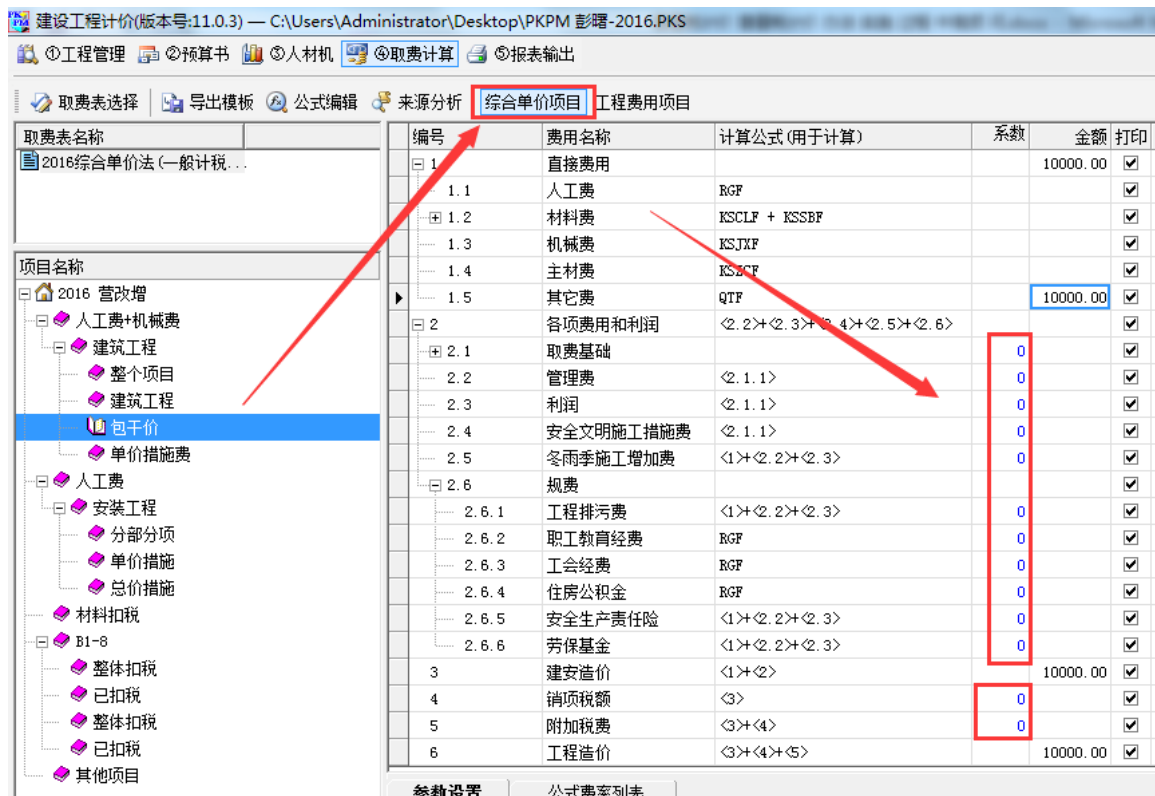 建设工程计价(版本号:11.0.3) — C:\Users\Administrator\Desktop\PKPM 彭曙-2016.PKS
①工程管理 ②预算书 ③人材机 ④取费计算 ⑤报表输出
取费表选择 导出模板 公式编辑 来源分析 综合单价项目 工程费用项目
取费表名称
2016综合单价法(一般计税...
项目名称
2016 营改增
人工费+机械费
建筑工程
整个项目
建筑工程
包干价
单价措施费
人工费
安装工程
分部分项
单价措施
总价措施
材料扣税
B1-8
整体扣税
已扣税
整体扣税
已扣税
其他项目
编号 费用名称 计算公式(用于计算) 系数 金额 打印
1 直接费用 10000.00
1.1 人工费 RGF
1.2 材料费 KSCLF + KSSBF
1.3 机械费 KSJXF
1.4 主材费 KSZCF
1.5 其它费 QTF 10000.00
2 各项费用和利润 <2.2>+<2.3>+<2.4>+<2.5>+<2.6>
2.1 取费基础 0
2.2 管理费 <2.1.1> 0
2.3 利润 <2.1.1> 0
2.4 安全文明施工措施费 <2.1.1> 0
2.5 冬雨季施工增加费 <1>+<2.2>+<2.3> 0
2.6 规费
2.6.1 工程排污费 <1>+<2.2>+<2.3> 0
2.6.2 职工教育经费 RGF 0
2.6.3 工会经费 RGF 0
2.6.4 住房公积金 RGF 0
2.6.5 安全生产责任险 <1>+<2.2>+<2.3> 0
2.6.6 劳保基金 <1>+<2.2>+<2.3> 0
3 建安造价 <1>+<2> 10000.00
4 销项税额 <3> 0
5 附加税费 <3>+<4> 0
6 工程造价 <3>+<4>+<5> 10000.00
参数设置 公式费率列表